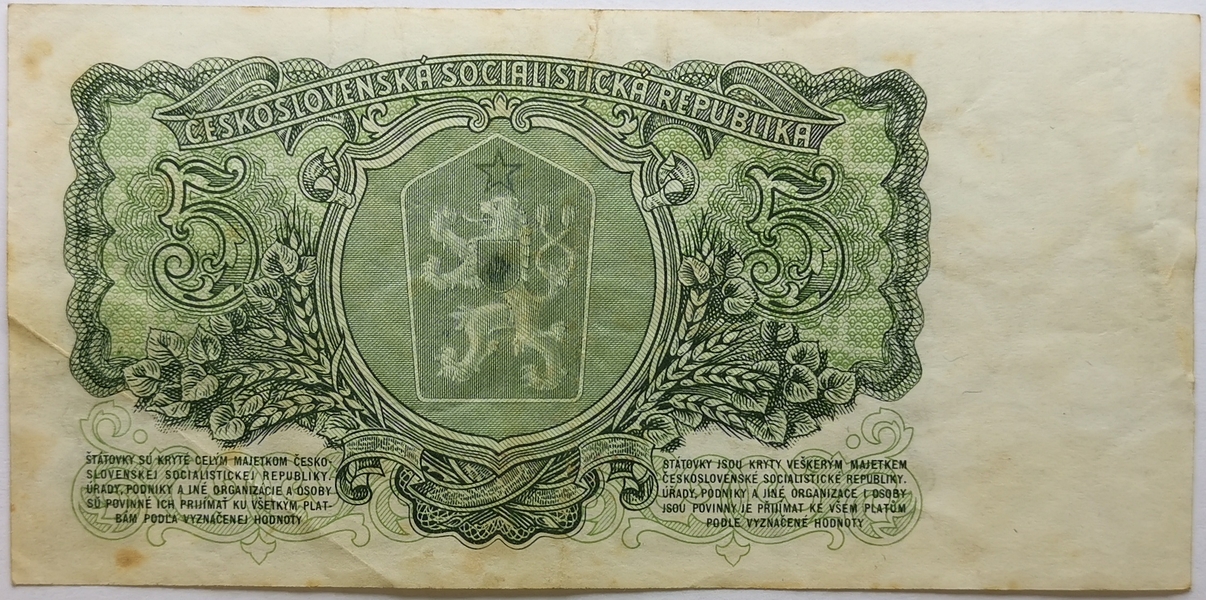 ČESKOSLOVENSKÁ SOCIALISTICKÁ REPUBLIKA
5
5
ŠTÁTOVKY SÚ KRYTÉ CELÝM MAJETKOM ČESKO-
SLOVENSKEJ SOCIALISTICKEJ REPUBLIKY.
ÚRADY, PODNIKY A INÉ ORGANIZÁCIE A OSOBY
SÚ POVINNÉ ICH PRIJÍMAŤ KU VŠETKÝM PLAT-
BÁM PODĽA VYZNAČENEJ HODNOTY
STÁTOVKY JSOU KRYTY VEŠKERÝM MAJETKEM
ČESKOSLOVENSKÉ SOCIALISTICKÉ REPUBLIKY.
ÚŘADY, PODNIKY A JINÉ ORGANIZACE I OSOBY
JSOU POVINNY JE PŘIJÍMAT KE VŠEM PLATŮM
PODLE VYZNAČENÉ HODNOTY